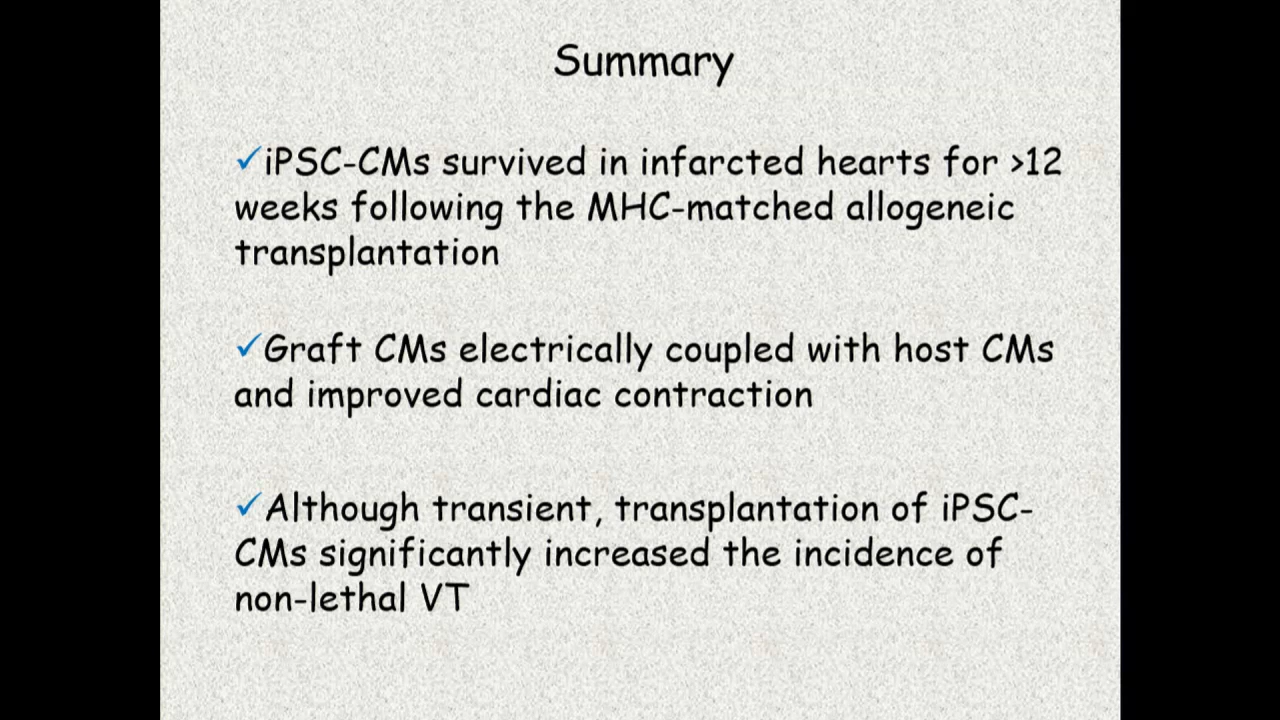 Summary
✓iPSC-CMs survived in infarcted hearts for >12
weeks following the MHC-matched allogeneic
transplantation
✓Graft CMs electrically coupled with host CMs
and improved cardiac contraction
✓Although transient, transplantation of iPSC-
CMs significantly increased the incidence of
non-lethal VT